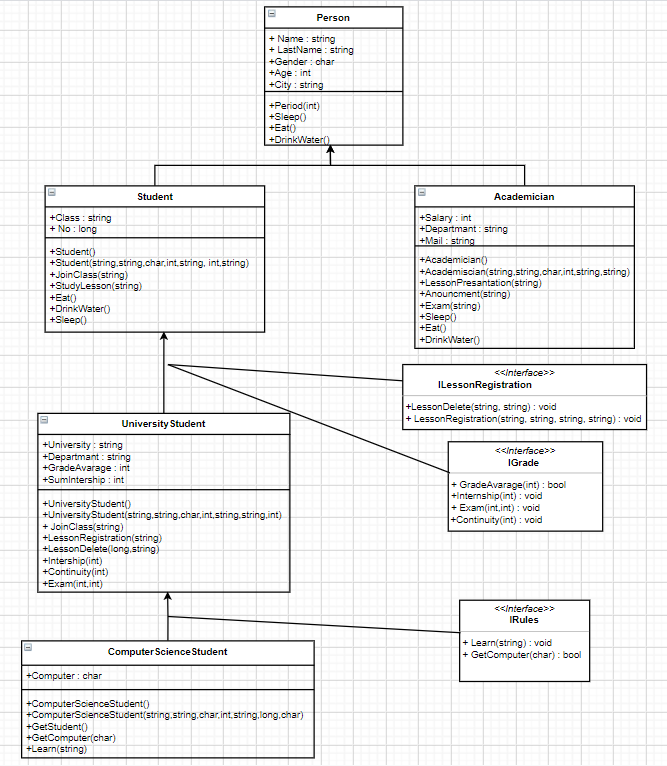 Person
+ Name : string
+ LastName : string
+Gender : char
+Age : int
+City : string
+Period(int)
+Sleep()
+Eat()
+DrinkWater()
Student
+Class : string
+ No : long
+Student()
+Student(string,string,char,int,string, int,string)
+JoinClass(string)
+StudyLesson(string)
+Eat()
+DrinkWater()
+Sleep()
Academician
+Salary : int
+Departmant : string
+Mail : string
+Academician()
+Academiscian(string,string,char,int,string,string)
+LessonPresantation(string)
+Anouncment(string)
+Exam(string)
+Sleep()
+Eat()
+DrinkWater()
<<Interface>>
ILessonRegistration
+LessonDelete(string, string) : void
+ LessonRegistration(string, string, string, string) : void
UniversityStudent
+University : string
+Departmant : string
+GradeAvarage : int
+SumIntership : int
+UniversityStudent()
+UniversityStudent(string,string,char,int,string,string,int)
+ JoinClass(string)
+LessonRegistration(string)
+LessonDelete(long,string)
+Intership(int)
+Continuity(int)
+Exam(int,int)
<<Interface>>
IGrade
+ GradeAvarage(int) : bool
+Internship(int) : void
+ Exam(int,int) : void
+Continuity(int) : void
<<Interface>>
IRules
+ Learn(string) : void
+ GetComputer(char) : bool
ComputerScienceStudent
+Computer : char
+ComputerScienceStudent()
+ComputerScienceStudent(string,string,char,int,string,long,char)
+GetStudent()
+GetComputer(char)
+Learn(string)